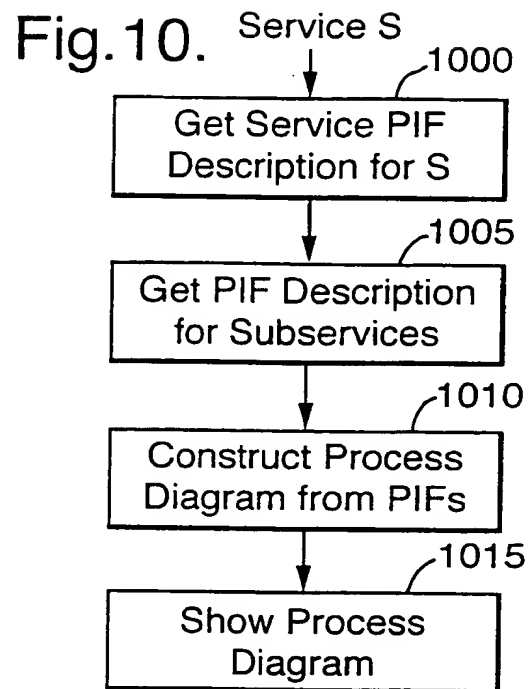 Fig.10.
Service S
1000
Get Service PIF
Description for S
1005
Get PIF Description
for Subservices
1010
Construct Process
Diagram from PIFs
1015
Show Process
Diagram